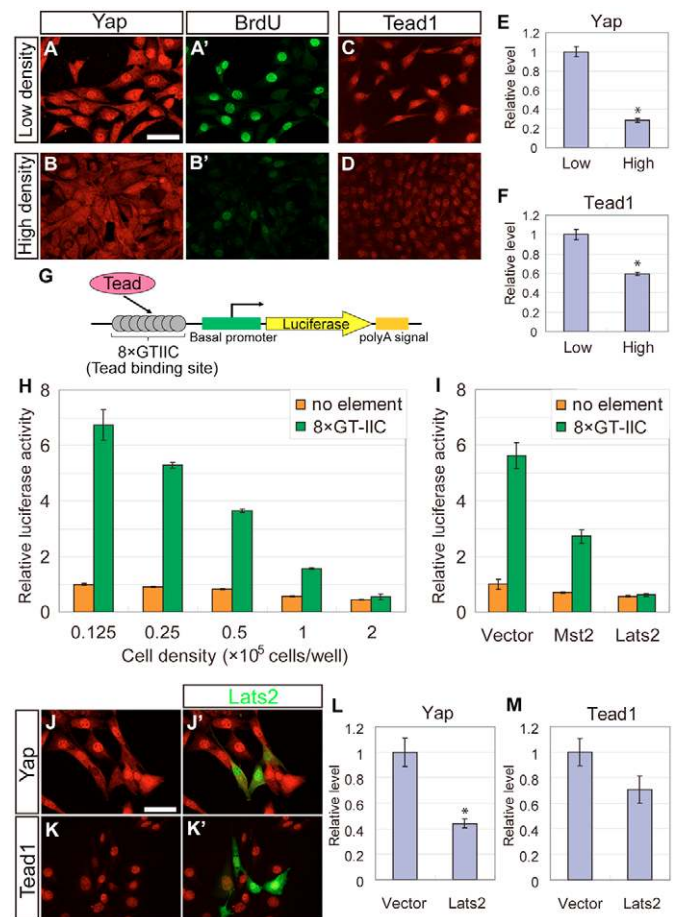 Yap BrdU Tead1
Low density
High density
A A' C
B B' D
E Yap
Relative level
1.2
1
0.8
0.6
0.4
0.2
0
*
Low High
F Tead1
Relative level
1.2
1
0.8
0.6
0.4
0.2
0
*
Low High
G
Tead
Luciferase
Basal promoter polyA signal
8×GTIIC
(Tead binding site)
H
Relative luciferase activity
8
6
4
2
0
no element
8×GT-IIC
0.125 0.25 0.5 1 2
Cell density (×10⁵ cells/well)
I
Relative luciferase activity
8
6
4
2
0
no element
8×GT-IIC
Vector Mst2 Lats2
Lats2
Yap
J J'
Tead1
K K'
L Yap
Relative level
1.2
1
0.8
0.6
0.4
0.2
0
*
Vector Lats2
M Tead1
Relative level
1.2
1
0.8
0.6
0.4
0.2
0
Vector Lats2